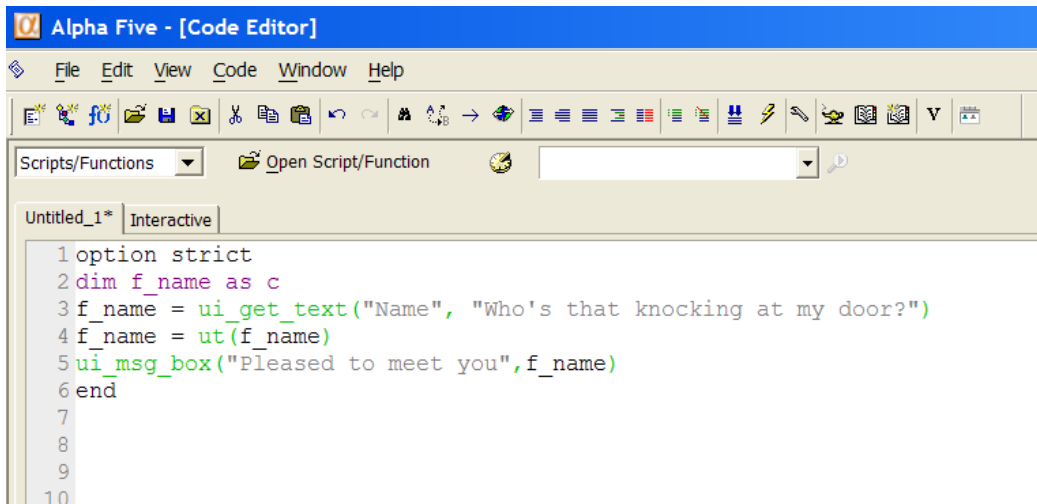 Alpha Five - [Code Editor]
File Edit View Code Window Help
Scripts/Functions Open Script/Function
Untitled_1* Interactive
1 option strict
2 dim f_name as c
3 f_name = ui_get_text("Name", "Who's that knocking at my door?")
4 f_name = ut(f_name)
5 ui_msg_box("Pleased to meet you",f_name)
6 end
7
8
9
10